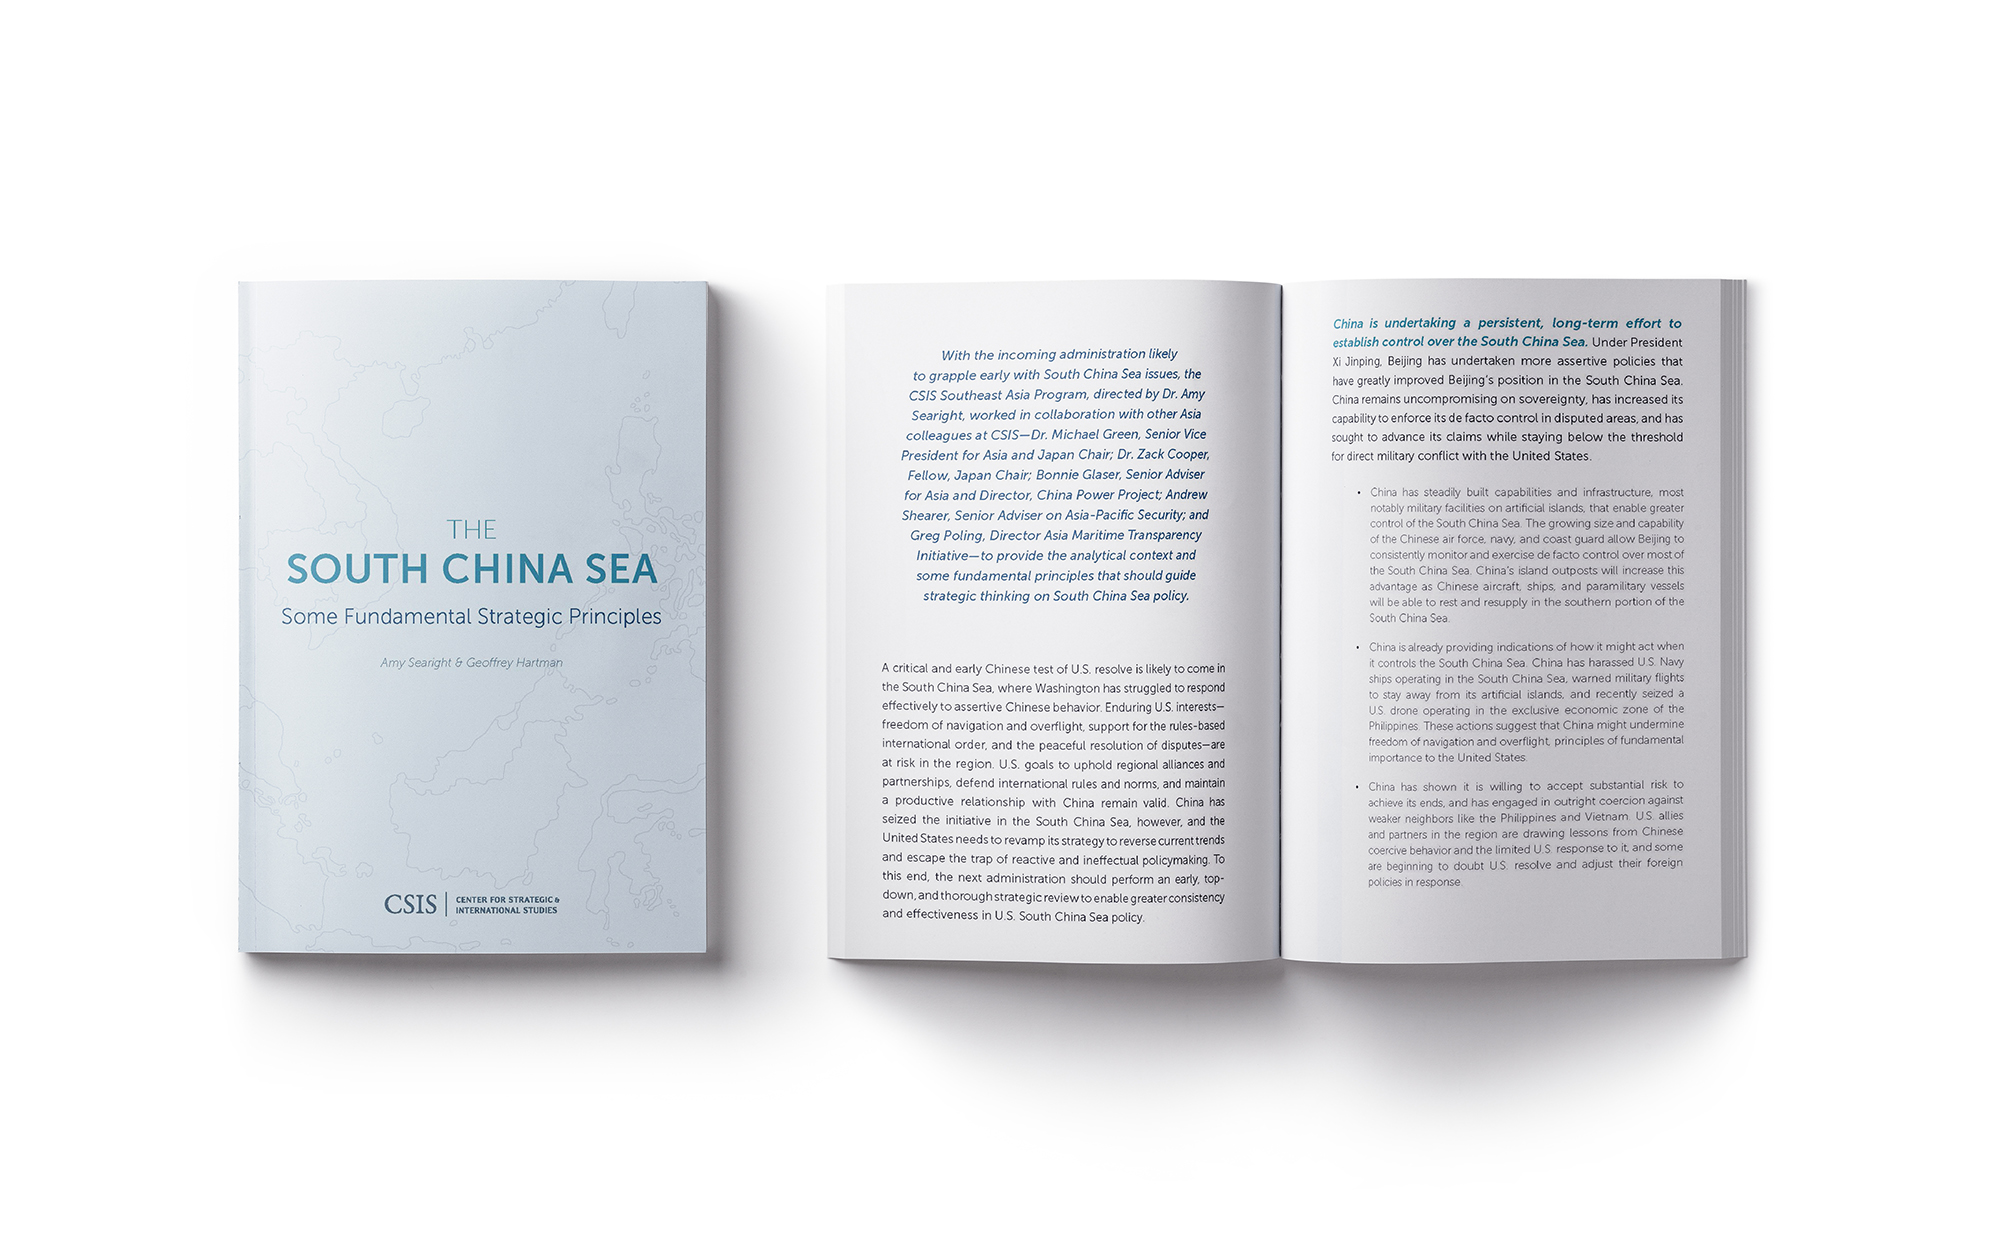 THE
SOUTH CHINA SEA
Some Fundamental Strategic Principles
Amy Searight & Geoffrey Hartman
CSIS | CENTER FOR STRATEGIC &
INTERNATIONAL STUDIES
With the incoming administration likely
to grapple early with South China Sea issues, the
CSIS Southeast Asia Program, directed by Dr. Amy
Searight, worked in collaboration with other Asia
colleagues at CSIS—Dr. Michael Green, Senior Vice
President for Asia and Japan Chair; Dr. Zack Cooper,
Fellow, Japan Chair; Bonnie Glaser, Senior Adviser
for Asia and Director, China Power Project; Andrew
Shearer, Senior Adviser on Asia-Pacific Security; and
Greg Poling, Director Asia Maritime Transparency
Initiative—to provide the analytical context and
some fundamental principles that should guide
strategic thinking on South China Sea policy.
A critical and early Chinese test of U.S. resolve is likely to come in
the South China Sea, where Washington has struggled to respond
effectively to assertive Chinese behavior. Enduring U.S. interests—
freedom of navigation and overflight, support for the rules-based
international order, and the peaceful resolution of disputes—are
at risk in the region. U.S. goals to uphold regional alliances and
partnerships, defend international rules and norms, and maintain
a productive relationship with China remain valid. China has
seized the initiative in the South China Sea, however, and the
United States needs to revamp its strategy to reverse current trends
and escape the trap of reactive and ineffectual policymaking. To
this end, the next administration should perform an early, top-
down, and thorough strategic review to enable greater consistency
and effectiveness in U.S. South China Sea policy.
China is undertaking a persistent, long-term effort to
establish control over the South China Sea. Under President
Xi Jinping, Beijing has undertaken more assertive policies that
have greatly improved Beijing's position in the South China Sea.
China remains uncompromising on sovereignty, has increased its
capability to enforce its de facto control in disputed areas, and has
sought to advance its claims while staying below the threshold
for direct military conflict with the United States.
• China has steadily built capabilities and infrastructure, most
notably military facilities on artificial islands, that enable greater
control of the South China Sea. The growing size and capability
of the Chinese air force, navy, and coast guard allow Beijing to
consistently monitor and exercise de facto control over most of
the South China Sea. China's island outposts will increase this
advantage as Chinese aircraft, ships, and paramilitary vessels
will be able to rest and resupply in the southern portion of the
South China Sea.
• China is already providing indications of how it might act when
it controls the South China Sea. China has harassed U.S. Navy
ships operating in the South China Sea, warned military flights
to stay away from its artificial islands, and recently seized a
U.S. drone operating in the exclusive economic zone of the
Philippines. These actions suggest that China might undermine
freedom of navigation and overflight, principles of fundamental
importance to the United States.
• China has shown it is willing to accept substantial risk to
achieve its ends, and has engaged in outright coercion against
weaker neighbors like the Philippines and Vietnam. U.S. allies
and partners in the region are drawing lessons from Chinese
coercive behavior and the limited U.S. response to it, and some
are beginning to doubt U.S. resolve and adjust their foreign
policies in response.